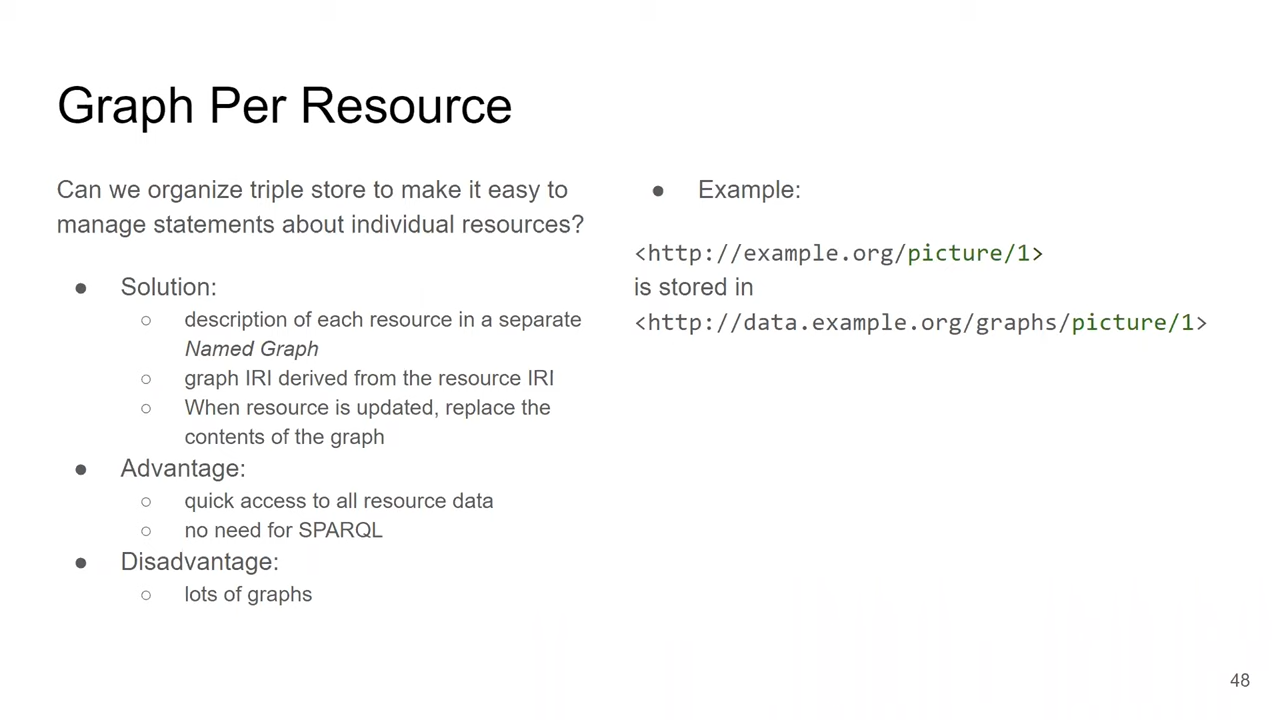 Graph Per Resource
Can we organize triple store to make it easy to
manage statements about individual resources?
● Solution:
○ description of each resource in a separate
Named Graph
○ graph IRI derived from the resource IRI
○ When resource is updated, replace the
contents of the graph
● Advantage:
○ quick access to all resource data
○ no need for SPARQL
● Disadvantage:
○ lots of graphs
● Example:
<http://example.org/picture/1>
is stored in
<http://data.example.org/graphs/picture/1>
48